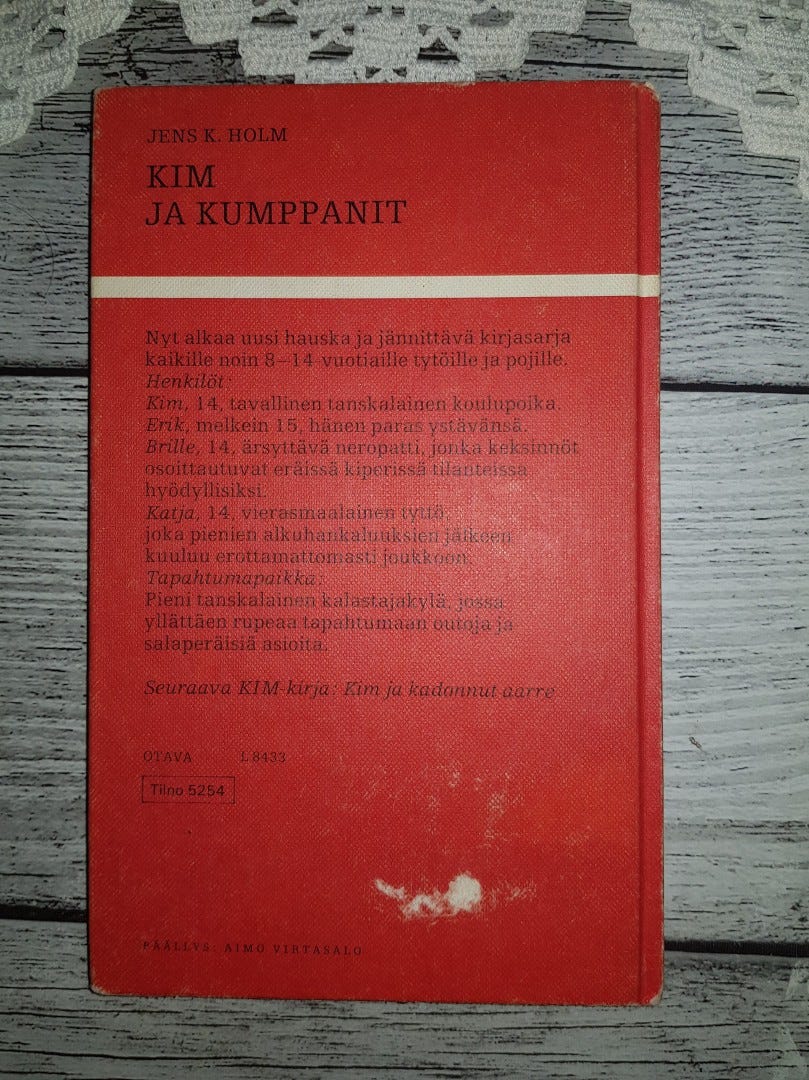 JENS K. HOLM
KIM
JA KUMPPANIT
Nyt alkaa uusi hauska ja jännittävä kirjasarja
kaikille noin 8—14-vuotiaille tytöille ja pojille.
Henkilöt:
Kim, 14, tavallinen tanskalainen koulupoika.
Erik, melkein 15, hänen paras ystävänsä.
Brille, 14, ärsyttävä neropatti, jonka keksinnöt
osoittautuvat eräissä kiperissä tilanteissa
hyödyllisiksi.
Katja, 14, vierasmaalainen tyttö,
joka pienien alkuhankaluuksien jälkeen
kuuluu erottamattomasti joukkoon.
Tapahtumapaikka:
Pieni tanskalainen kalastajakylä, jossa
yllättäen rupeaa tapahtumaan outoja ja
salaperäisiä asioita.
Seuraava KIM-kirja: Kim ja kadonnut aarre
OTAVA L 8433
Tilno 5254
PÄÄLLYS: AIMO VIRTASALO